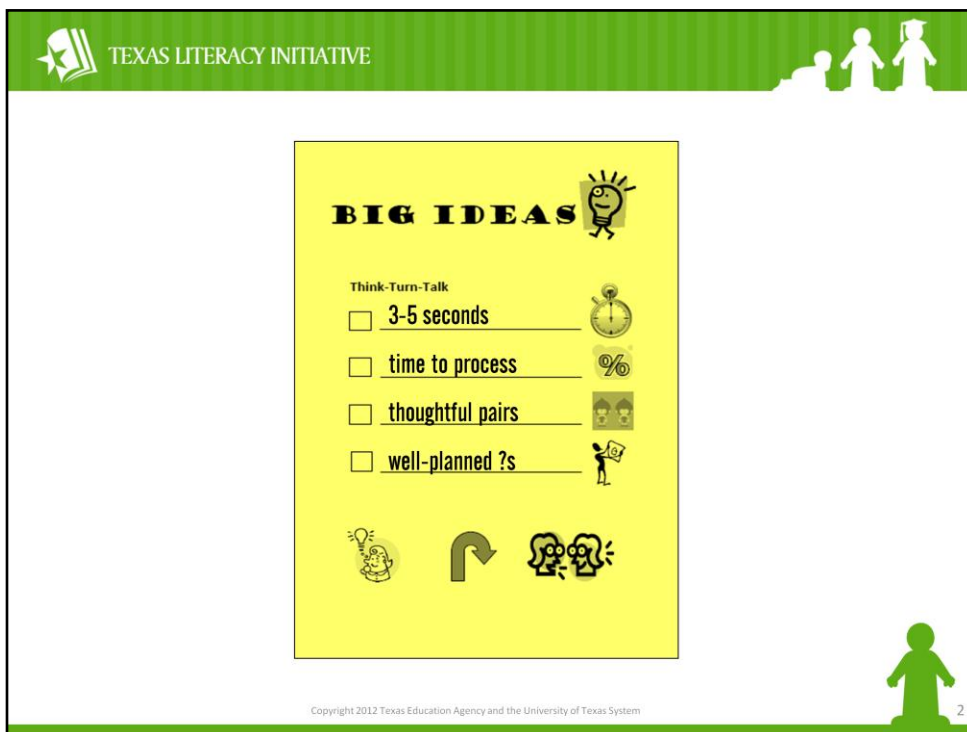 TEXAS LITERACY INITIATIVE
BIG IDEAS
Think-Turn-Talk
3-5 seconds
time to process
%
thoughtful pairs
well-planned ?s
Copyright 2012 Texas Education Agency and the University of Texas System
2